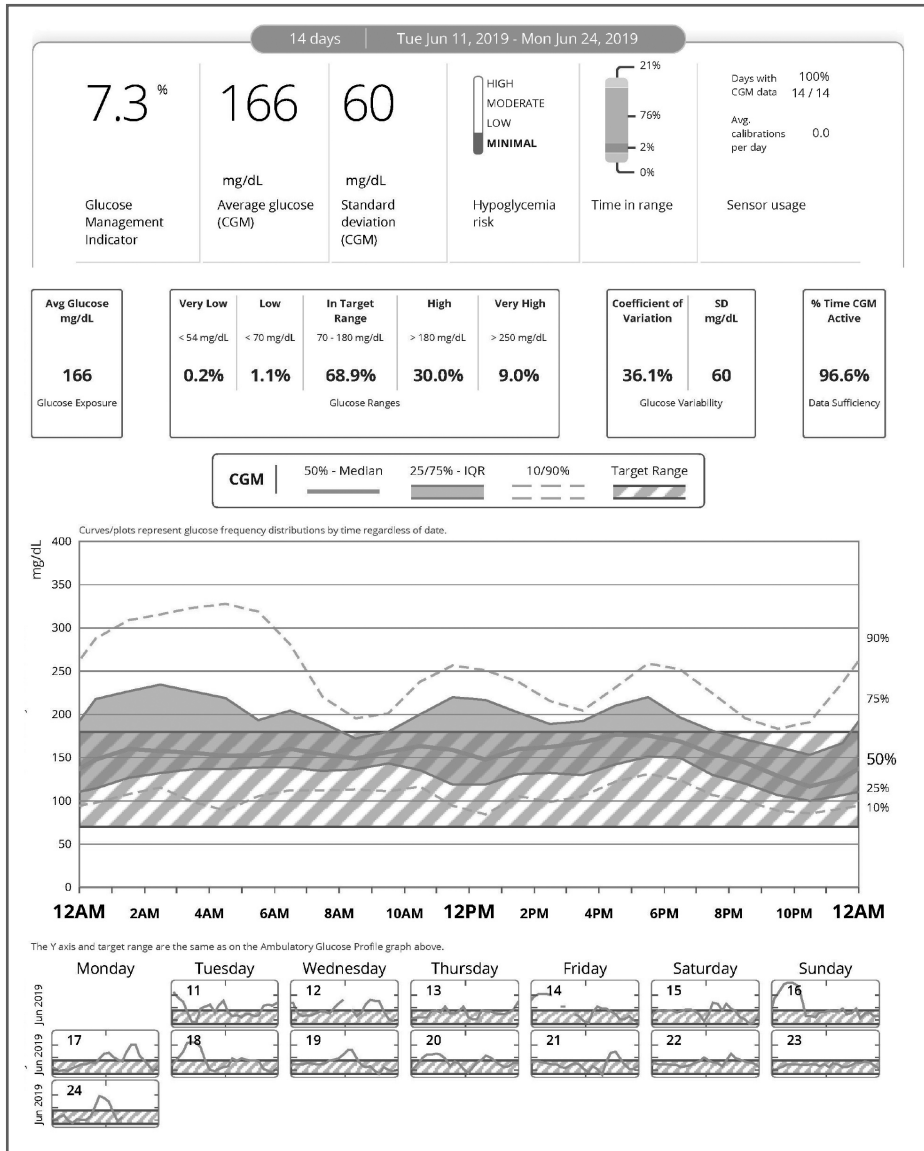 14 days Tue Jun 11, 2019 - Mon Jun 24, 2019
7.3 %
Glucose
Management
Indicator
166
mg/dL
Average glucose
(CGM)
60
mg/dL
Standard
deviation
(CGM)
HIGH
MODERATE
LOW
MINIMAL
Hypoglycemia
risk
21%
76%
2%
0%
Time in range
Days with 100%
CGM data 14 / 14
Avg.
calibrations 0.0
per day
Sensor usage
Avg Glucose
mg/dL
166
Glucose Exposure
Very Low Low In Target High Very High
Range
< 54 mg/dL < 70 mg/dL 70 - 180 mg/dL > 180 mg/dL > 250 mg/dL
0.2% 1.1% 68.9% 30.0% 9.0%
Glucose Ranges
Coefficient of SD
Variation mg/dL
36.1% 60
Glucose Variability
% Time CGM
Active
96.6%
Data Sufficiency
CGM 50% - Median 25/75% - IQR 10/90% Target Range
Curves/plots represent glucose frequency distributions by time regardless of date.
mg/dL
400
350
300
250
200
150
100
50
0
90%
75%
50%
25%
10%
12AM 2AM 4AM 6AM 8AM 10AM 12PM 2PM 4PM 6PM 8PM 10PM 12AM
The Y axis and target range are the same as on the Ambulatory Glucose Profile graph above.
Monday Tuesday Wednesday Thursday Friday Saturday Sunday
Jun 2019 11 12 13 14 15 16
Jun 2019 17 18 19 20 21 22 23
Jun 2019 24